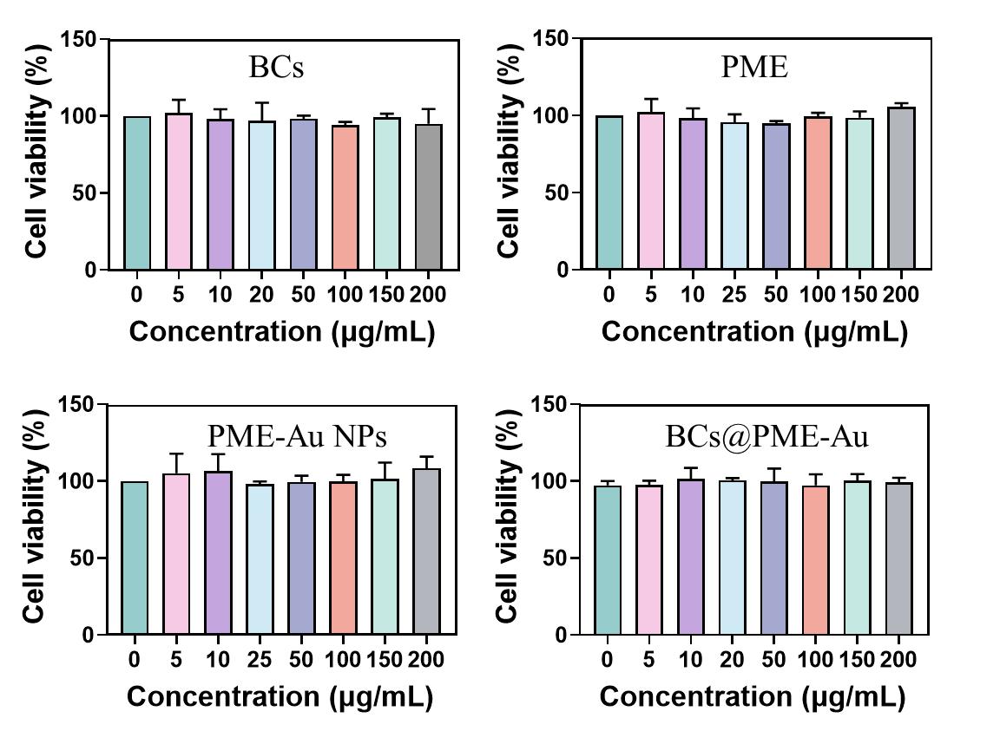 BCs
Cell viability (%)
150
100
50
0
0 5 10 20 50 100 150 200
Concentration (µg/mL)
PME
Cell viability (%)
150
100
50
0
0 5 10 25 50 100 150 200
Concentration (µg/mL)
PME-Au NPs
Cell viability (%)
150
100
50
0
0 5 10 25 50 100 150 200
Concentration (µg/mL)
BCs@PME-Au
Cell viability (%)
150
100
50
0
0 5 10 20 50 100 150 200
Concentration (µg/mL)